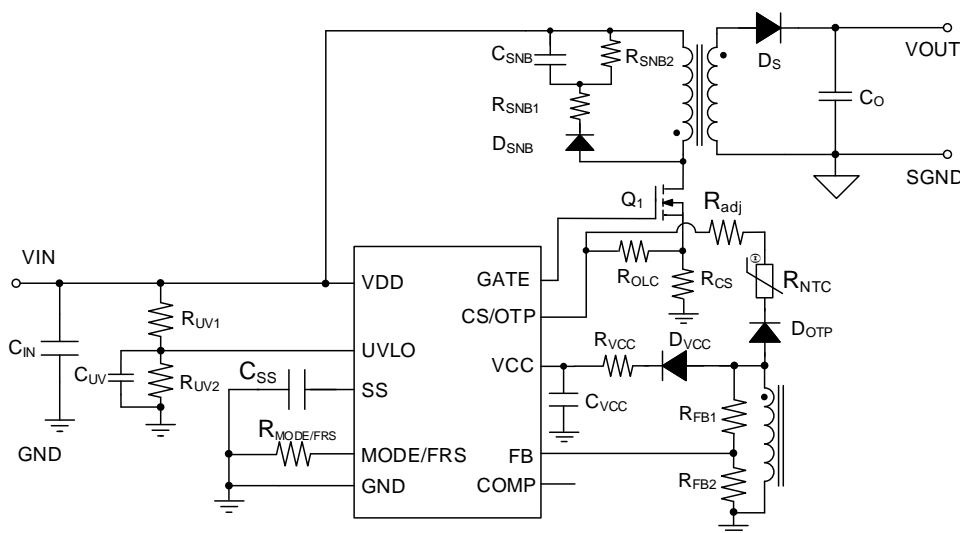 CSNB
RSNB2
DS
VOUT
CO
RSNB1
DSNB
SGND
Q1
Radj
VIN
VDD
GATE
ROLC
RCS
RNTC
RUV1
CS/OTP
DOTP
CIN
UVLO
VCC
RVCC
DVCC
CUV
RUV2
CSS
SS
CVCC
RFB1
GND
RMODE/FRS
MODE/FRS
FB
GND
COMP
RFB2